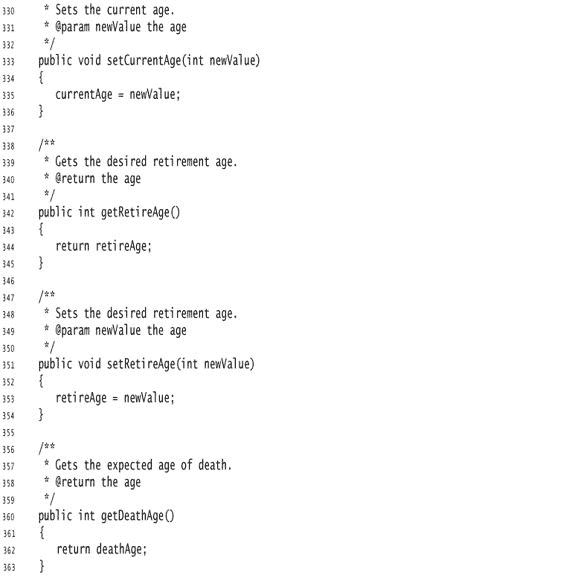 330 * Sets the current age.
331 * @param newValue the age
332 */
333 public void setCurrentAge(int newValue)
334 {
335 currentAge = newValue;
336 }
337
338 /**
339 * Gets the desired retirement age.
340 * @return the age
341 */
342 public int getRetireAge()
343 {
344 return retireAge;
345 }
346
347 /**
348 * Sets the desired retirement age.
349 * @param newValue the age
350 */
351 public void setRetireAge(int newValue)
352 {
353 retireAge = newValue;
354 }
355
356 /**
357 * Gets the expected age of death.
358 * @return the age
359 */
360 public int getDeathAge()
361 {
362 return deathAge;
363 }